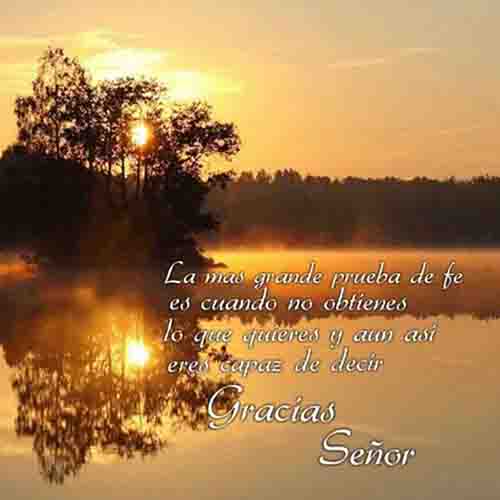 La mas grande prueba de fe
es cuando no obtienes
lo que quieres y aun asi
eres capaz de decir
Gracias
Señor